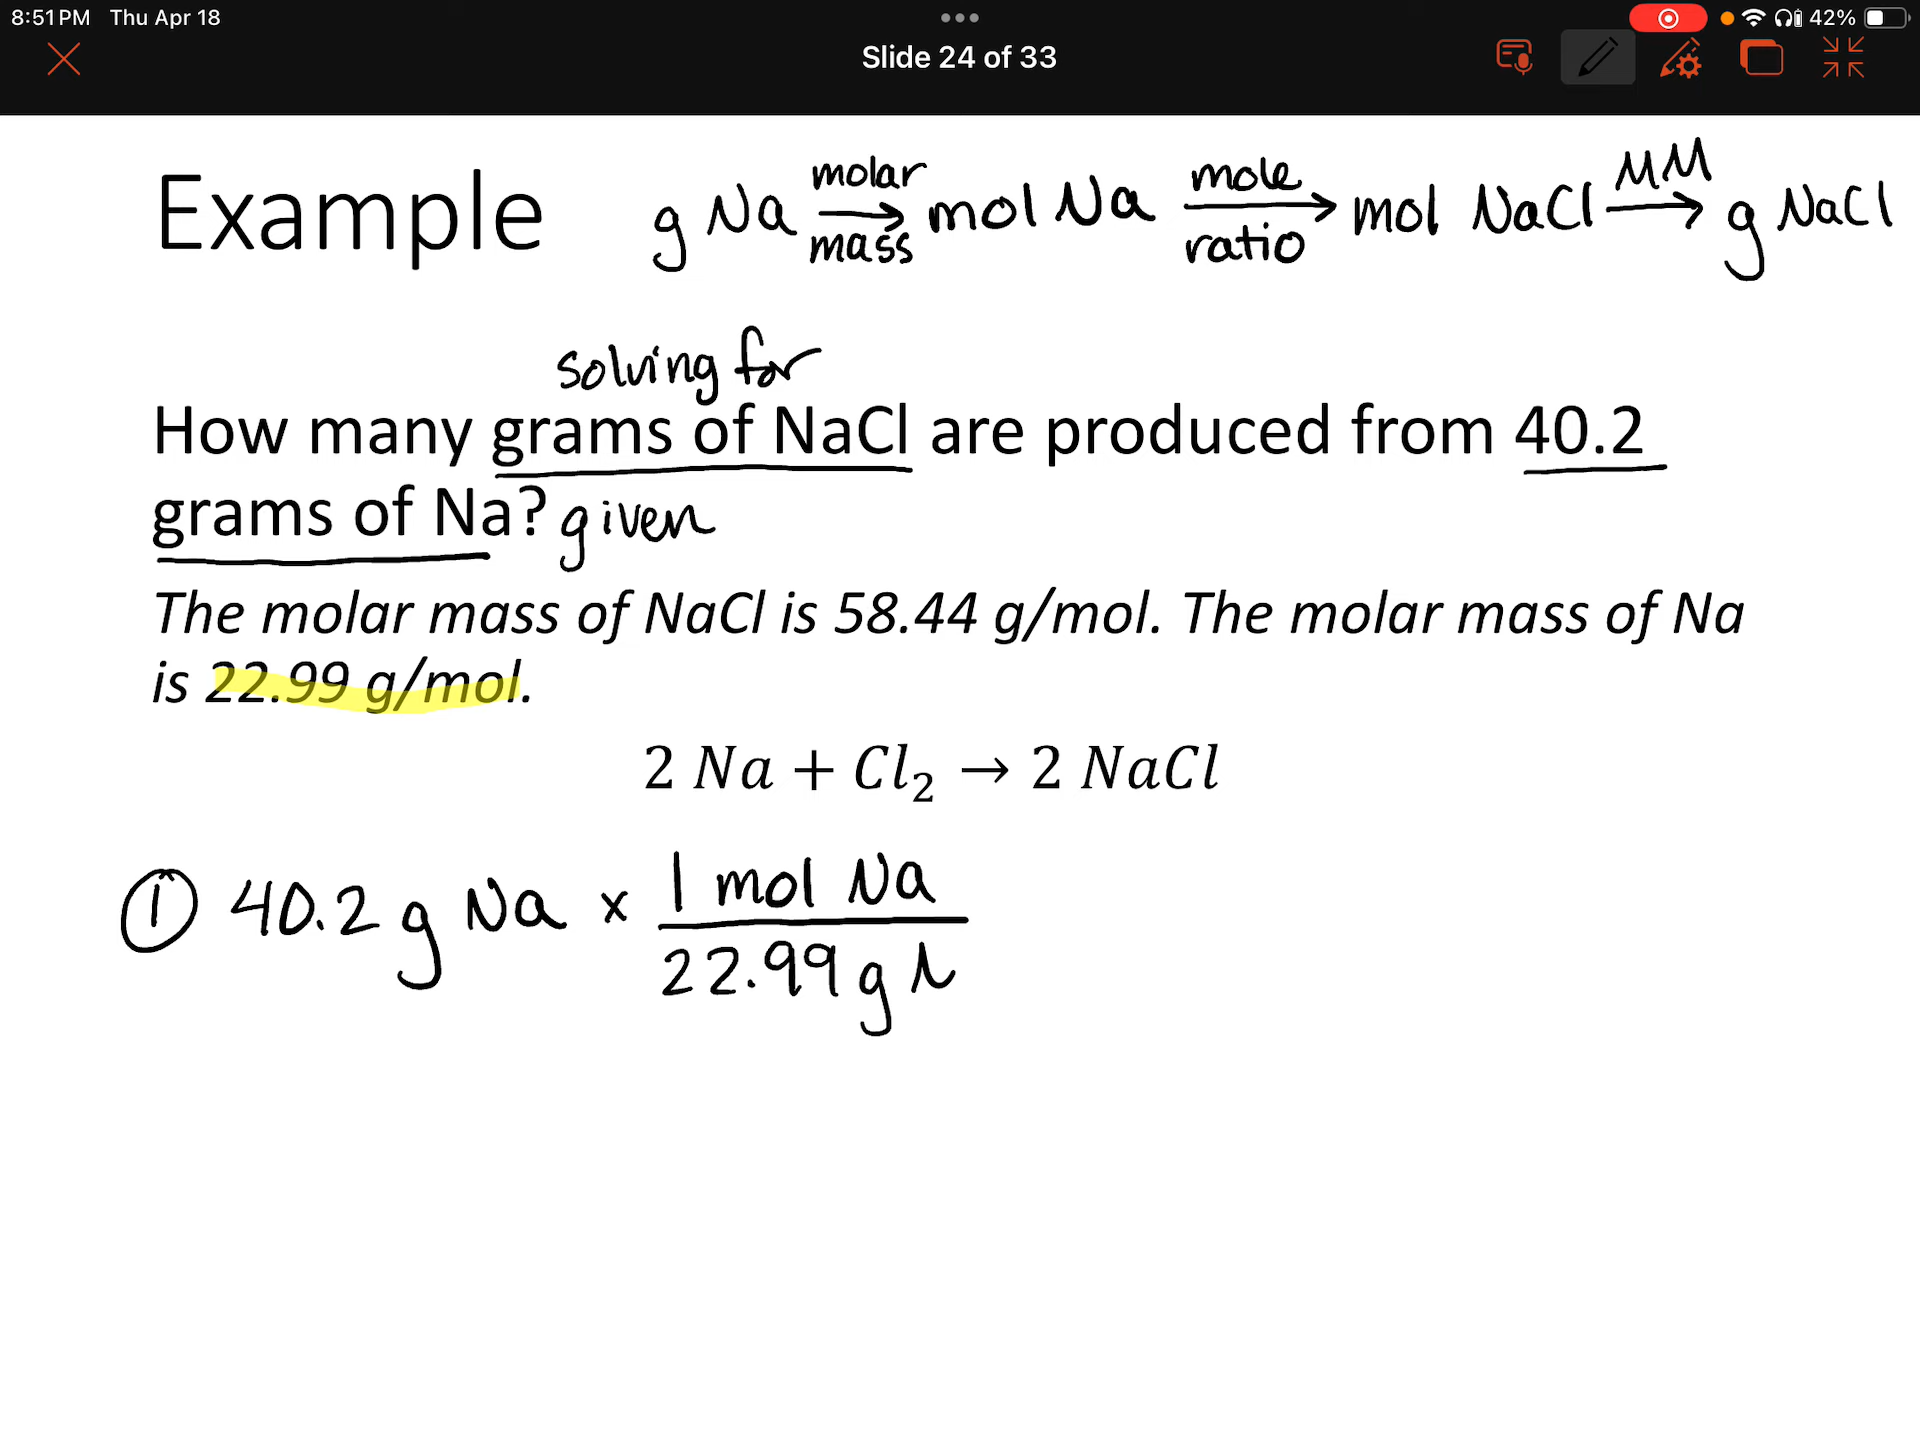 8:51 PM Thu Apr 18
42%
Slide 24 of 33
Example
g Na molar mass → mol Na mole ratio → mol NaCl MM → g NaCl
solving for
How many grams of NaCl are produced from 40.2
grams of Na? given
The molar mass of NaCl is 58.44 g/mol. The molar mass of Na
is 22.99 g/mol.
2 Na + Cl₂ → 2 NaCl
① 40.2 g Na x 1 mol Na
22.99 g